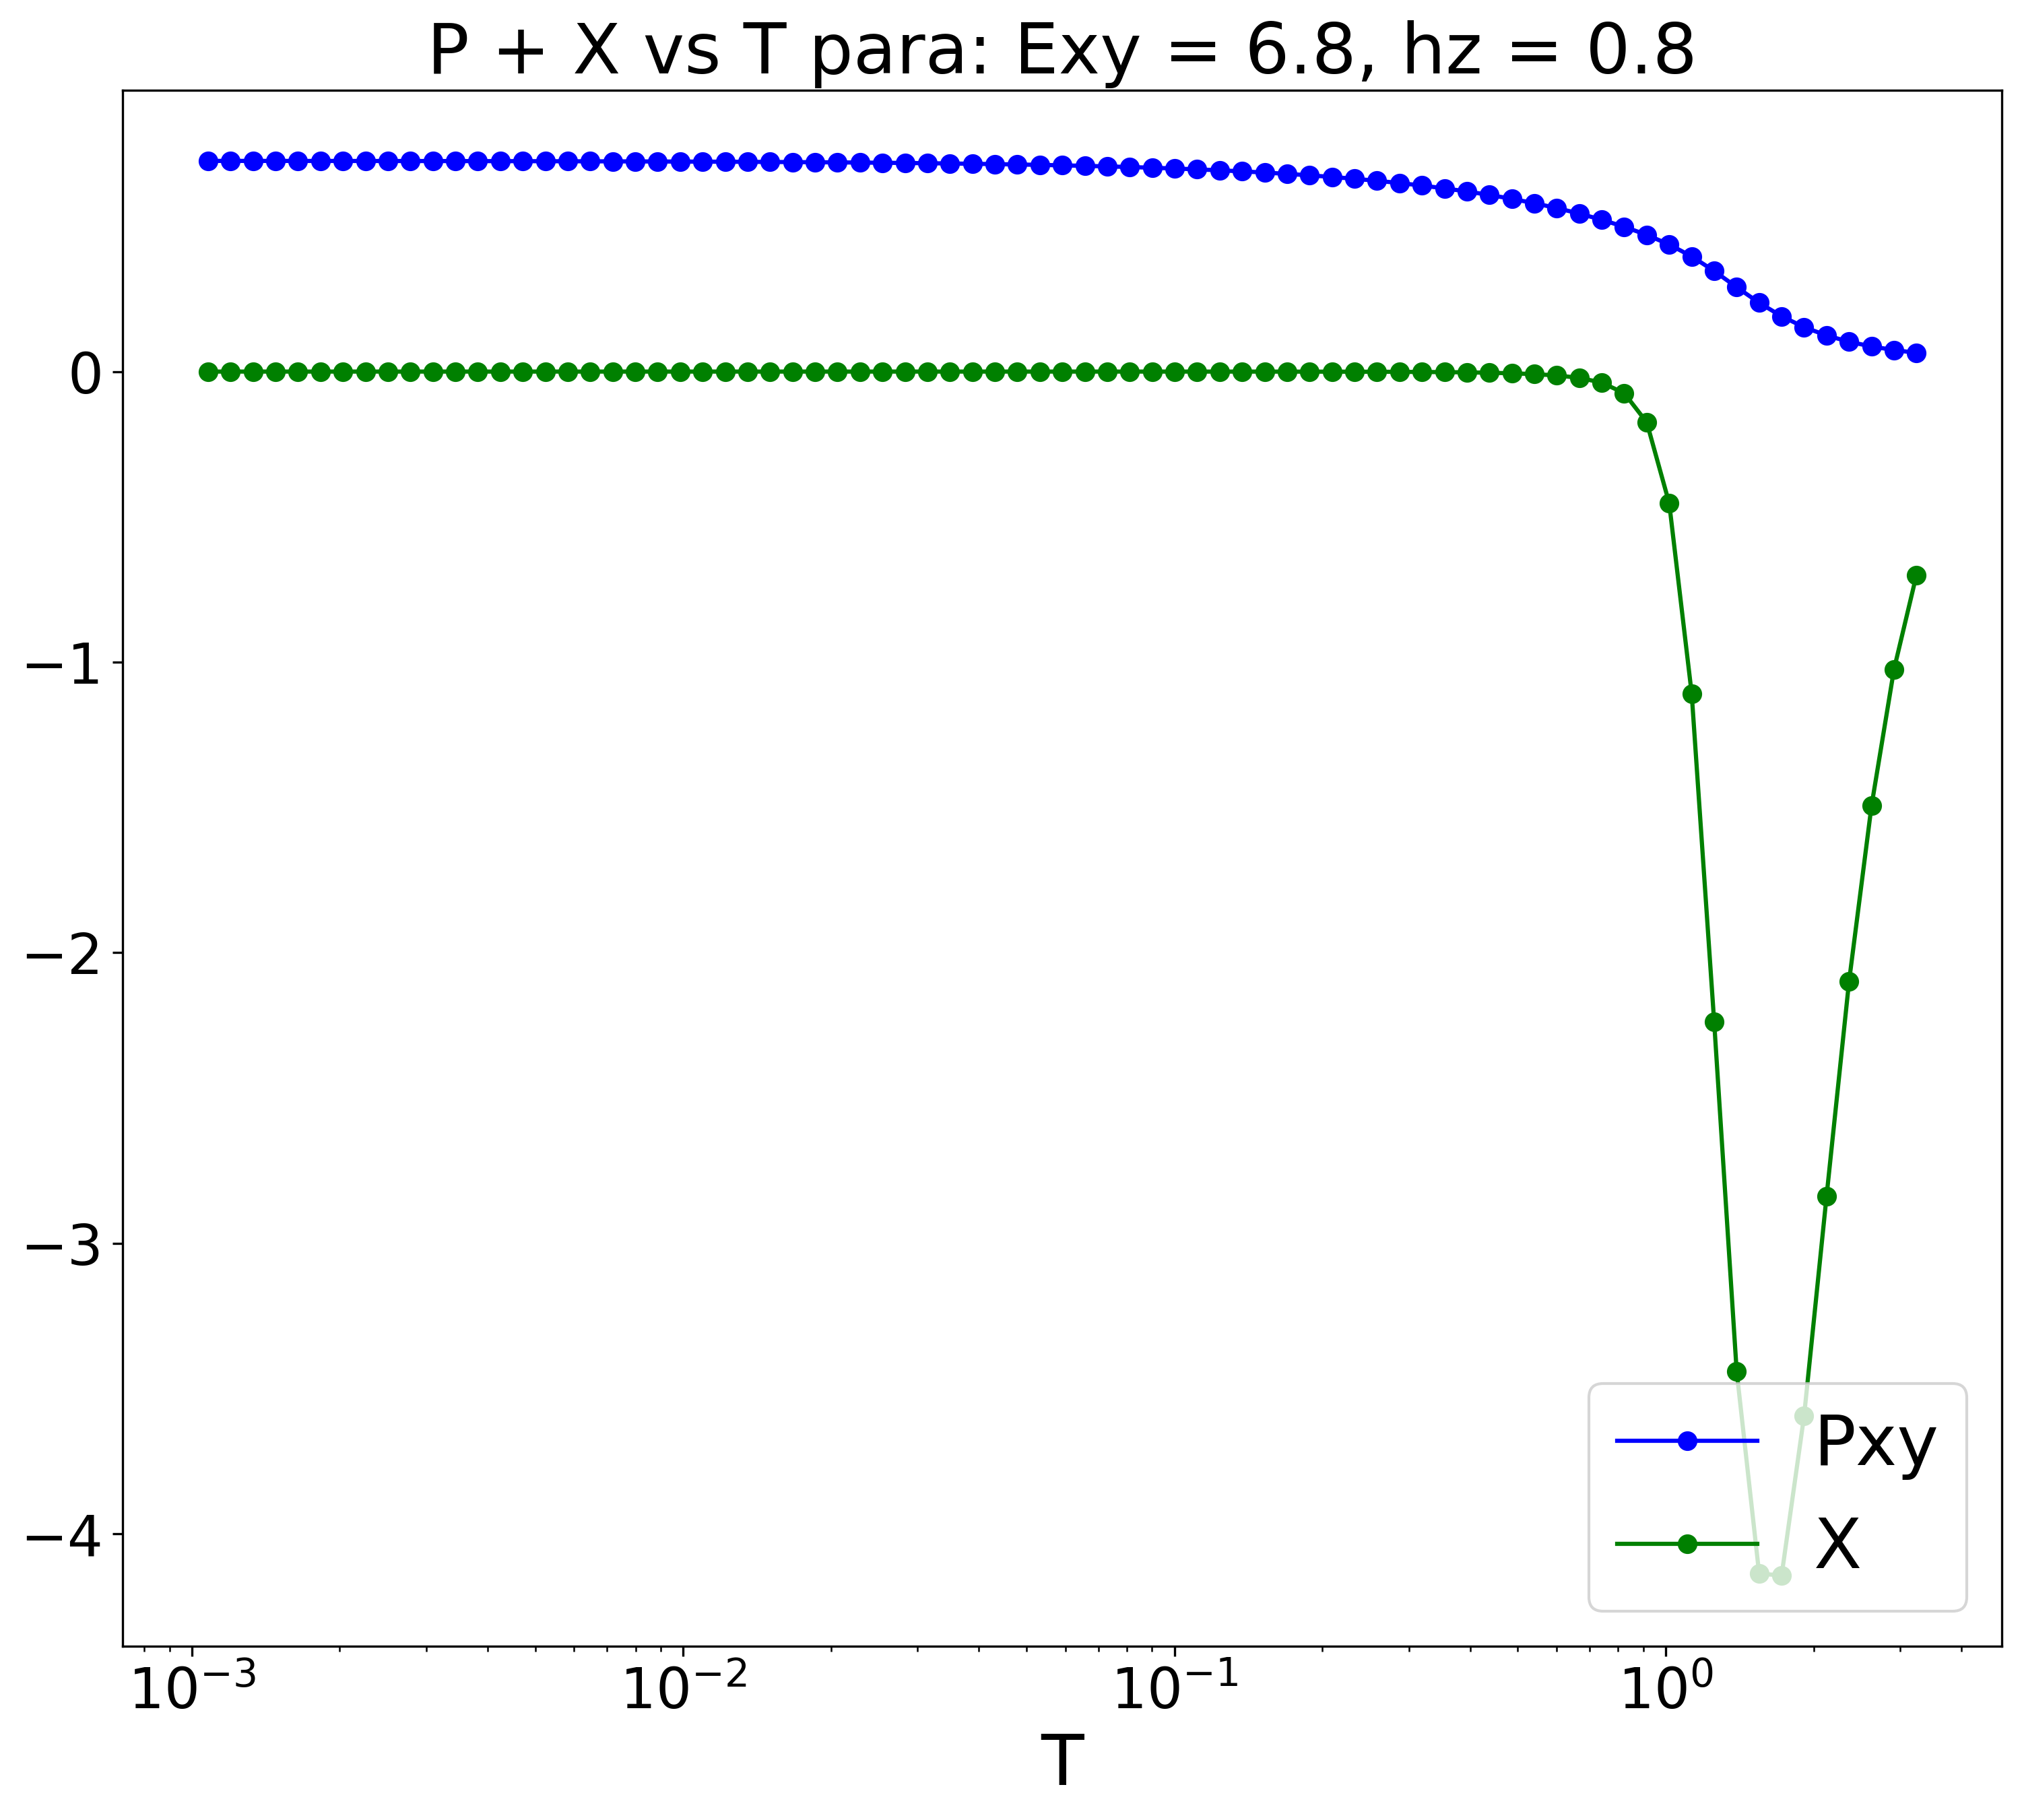 P + X vs T para: Exy = 6.8, hz = 0.8
0
−1
−2
−3
−4
Pxy
X
10⁻³ 10⁻² 10⁻¹ 10⁰
T